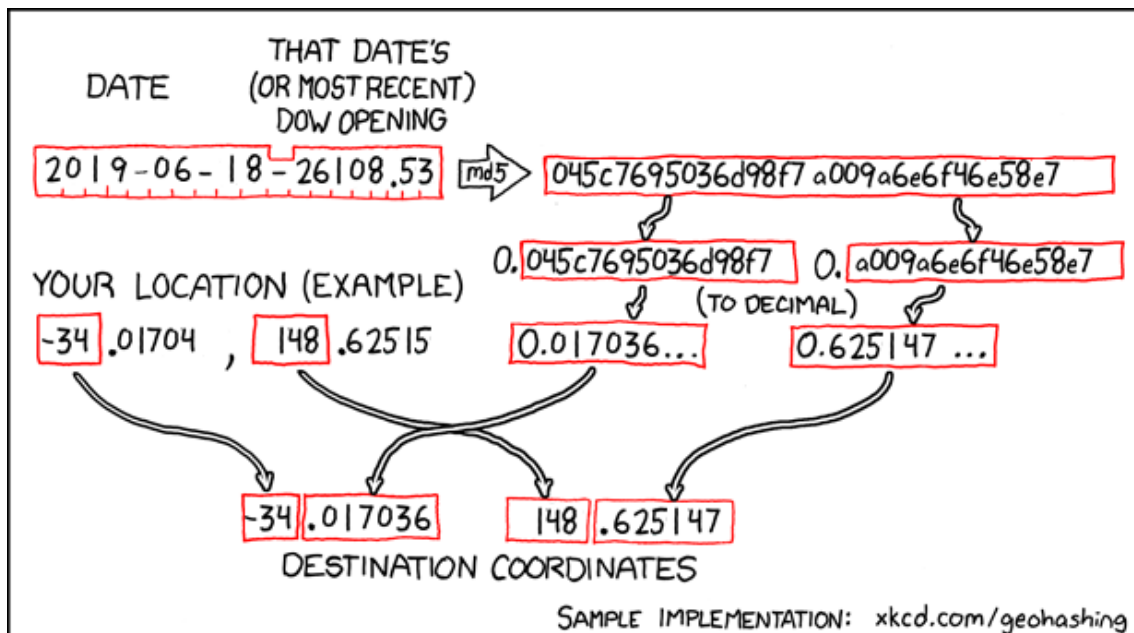 DATE
THAT DATE'S
(OR MOST RECENT)
DOW OPENING
2019-06-18-26108.53
md5
045c7695036d98f7a009a6e6f46e58e7
0.045c7695036d98f7
0.a009a6e6f46e58e7
YOUR LOCATION (EXAMPLE)
(TO DECIMAL)
-34.01704, 148.62515
0.017036...
0.625147...
-34.017036
148.625147
DESTINATION COORDINATES
SAMPLE IMPLEMENTATION: xkcd.com/geohashing